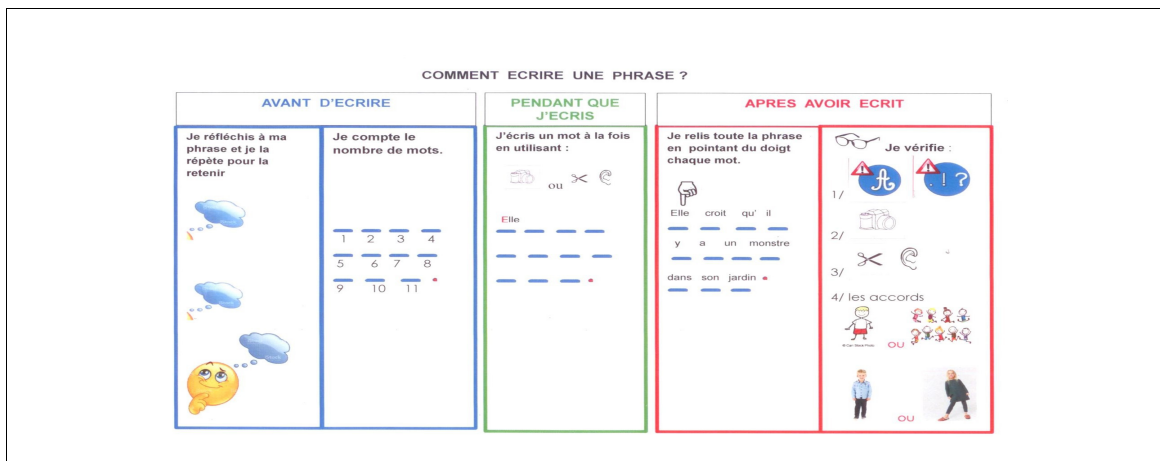 COMMENT ECRIRE UNE PHRASE ?
AVANT D'ECRIRE
Je réfléchis à ma
phrase et je la
répète pour la
retenir
Je compte le
nombre de mots.
1 2 3 4
5 6 7 8
9 10 11 .
PENDANT QUE
J'ECRIS
J'écris un mot à la fois
en utilisant :
ou
Elle
.
APRES AVOIR ECRIT
Je relis toute la phrase
en pointant du doigt
chaque mot.
Elle croit qu' il
y a un monstre
dans son jardin .
Je vérifie :
1/ A . ! ?
2/
3/
4/ les accords
OU
OU